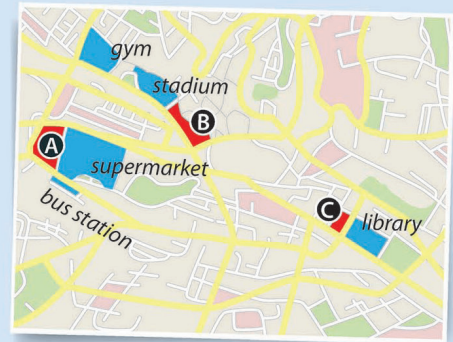 gym
stadium
B
A
supermarket
bus station
C
library